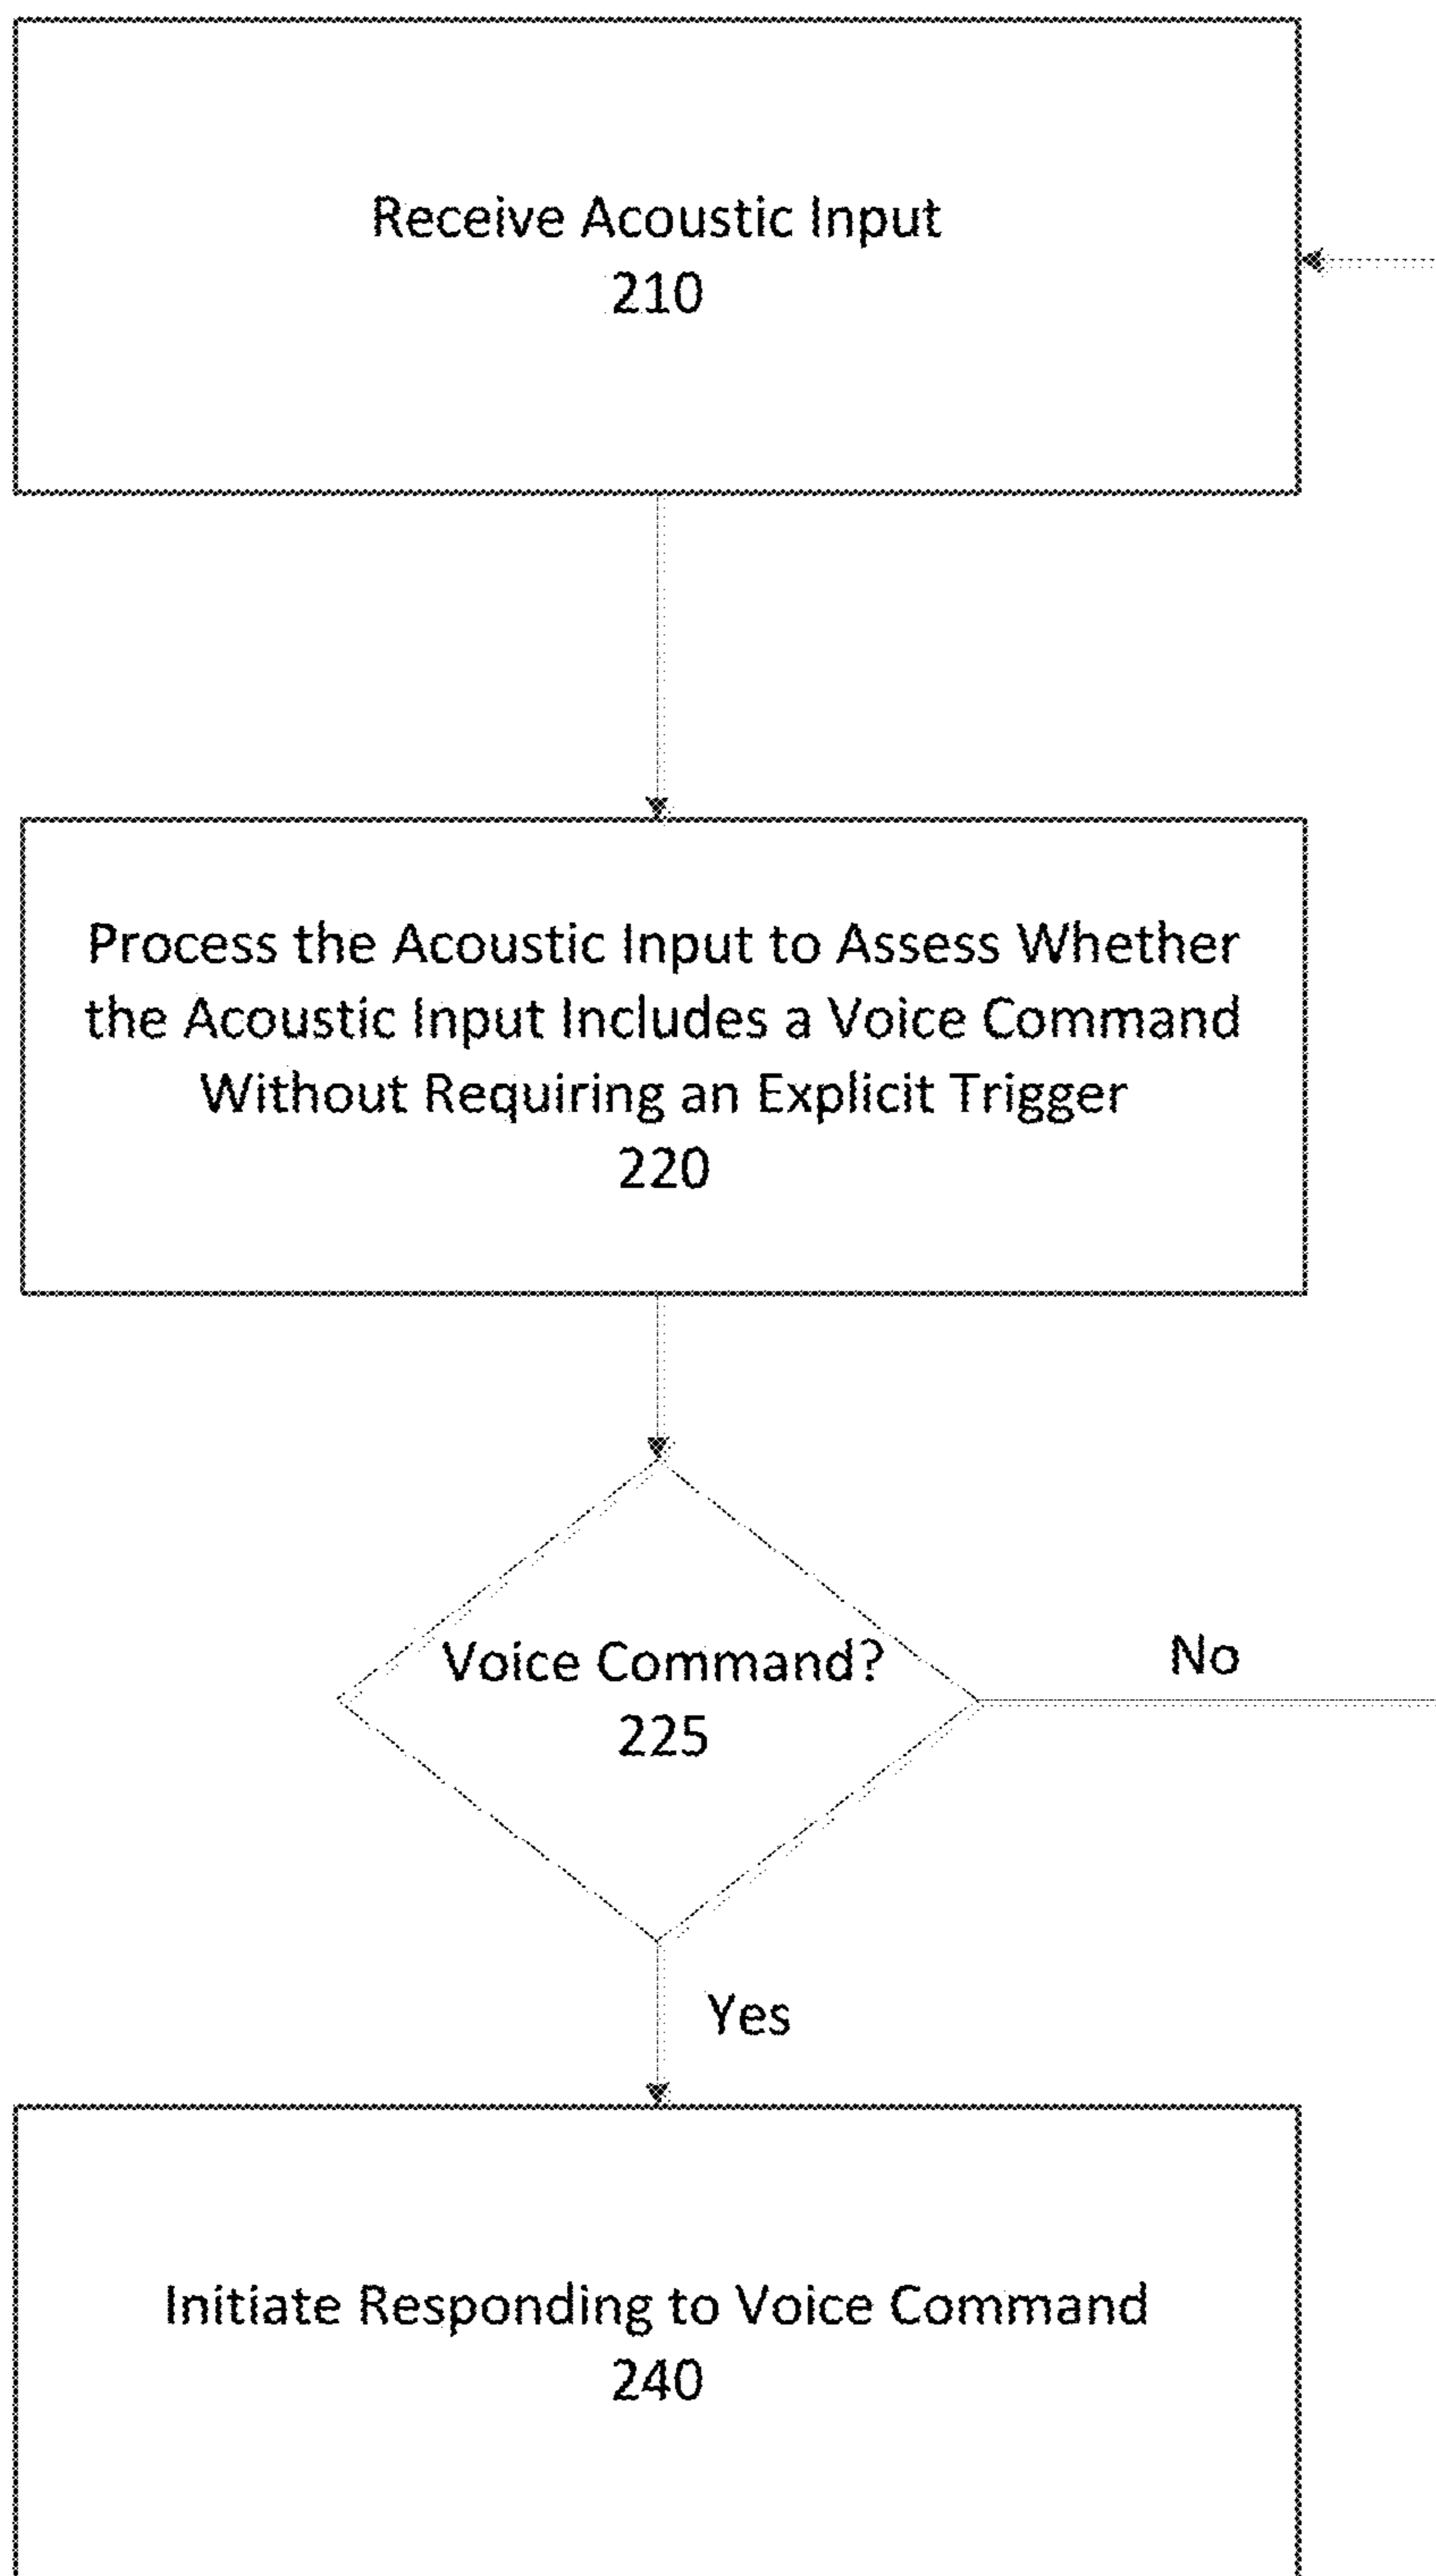 Receive Acoustic Input
210
Process the Acoustic Input to Assess Whether
the Acoustic Input Includes a Voice Command
Without Requiring an Explicit Trigger
220
Voice Command?
225
No
Yes
Initiate Responding to Voice Command
240